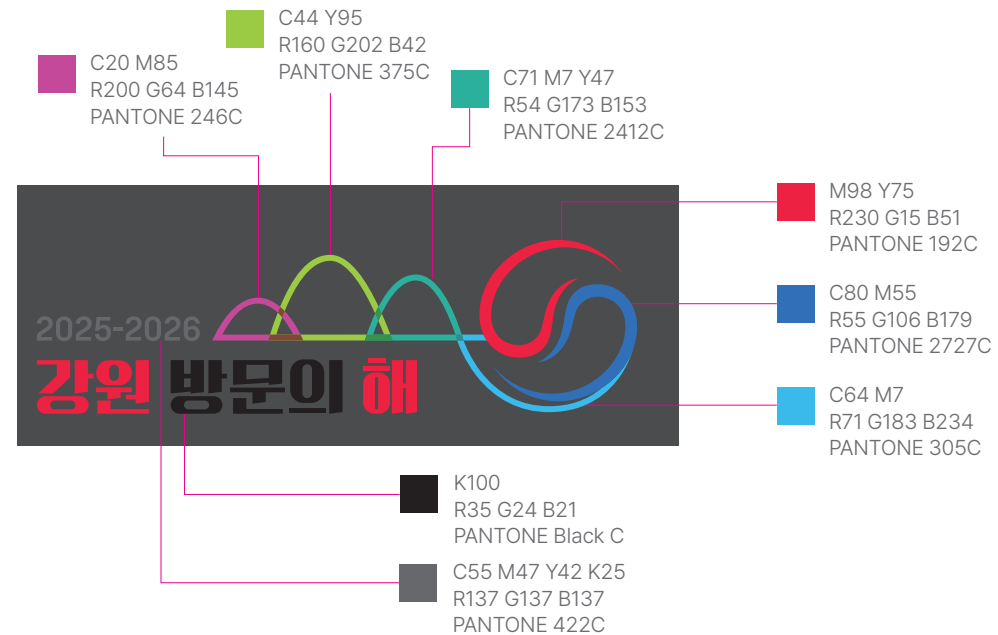 C44 Y95
R160 G202 B42
PANTONE 375C
C20 M85
R200 G64 B145
PANTONE 246C
C71 M7 Y47
R54 G173 B153
PANTONE 2412C
M98 Y75
R230 G15 B51
PANTONE 192C
C80 M55
R55 G106 B179
PANTONE 2727C
2025-2026
강원 방문의 해
C64 M7
R71 G183 B234
PANTONE 305C
K100
R35 G24 B21
PANTONE Black C
C55 M47 Y42 K25
R137 G137 B137
PANTONE 422C